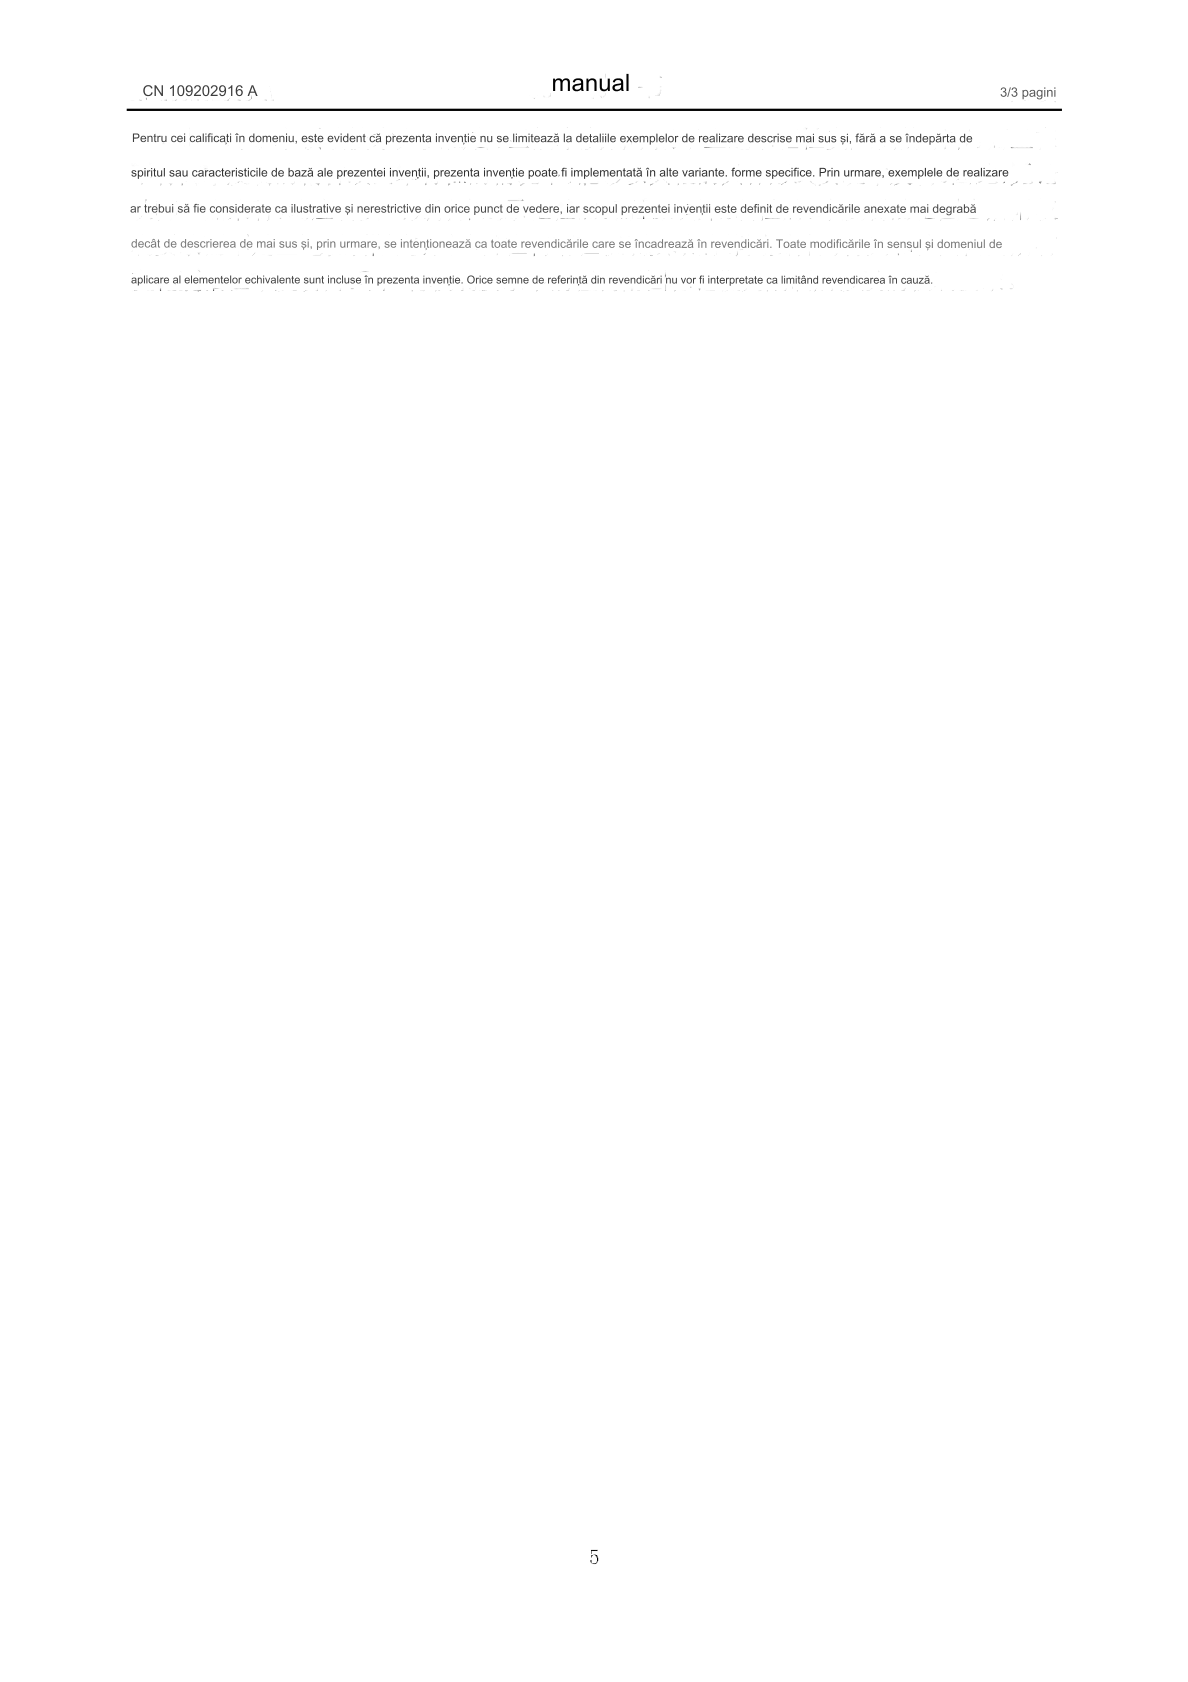 CN 109202916 A
manual
3/3 pagini
Pentru cei calificați în domeniu, este evident că prezenta invenție nu se limitează la detaliile exemplelor de realizare descrise mai sus și, fără a se îndepărta de
spiritul sau caracteristicile de bază ale prezentei invenții, prezenta invenție poate fi implementată în alte variante. forme specifice. Prin urmare, exemplele de realizare
ar trebui să fie considerate ca ilustrative și nerestrictive din orice punct de vedere, iar scopul prezentei invenții este definit de revendicările anexate mai degrabă
decât de descrierea de mai sus și, prin urmare, se intenționează ca toate revendicările care se încadrează în revendicări. Toate modificările în sensul și domeniul de
aplicare al elementelor echivalente sunt incluse în prezenta invenție. Orice semne de referință din revendicări nu vor fi interpretate ca limitând revendicarea în cauză.
5